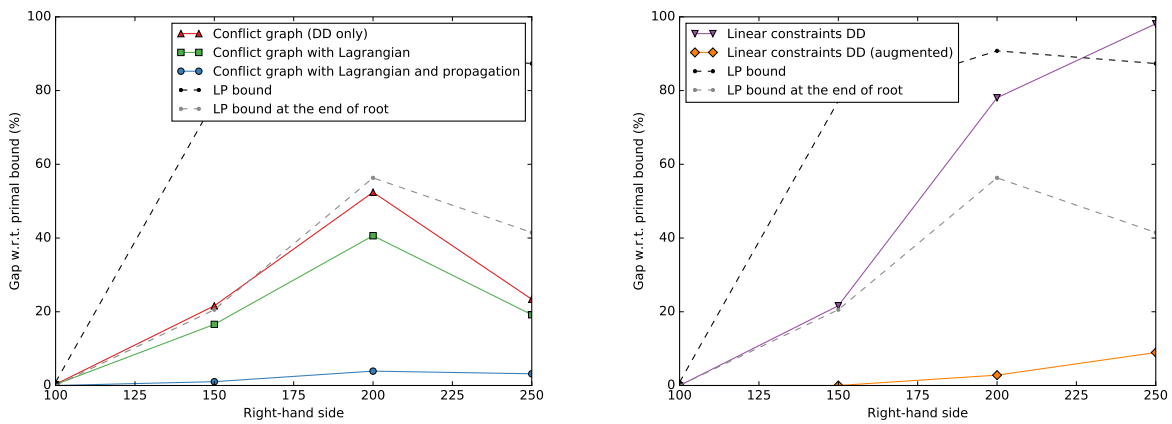 100
80
60
40
20
0
Gap w.r.t. primal bound (%)
Conflict graph (DD only)
Conflict graph with Lagrangian
Conflict graph with Lagrangian and propagation
LP bound
LP bound at the end of root
100
125
150
175
200
225
250
Right-hand side
100
80
60
40
20
0
Gap w.r.t. primal bound (%)
Linear constraints DD
Linear constraints DD (augmented)
LP bound
LP bound at the end of root
100
125
150
175
200
225
250
Right-hand side